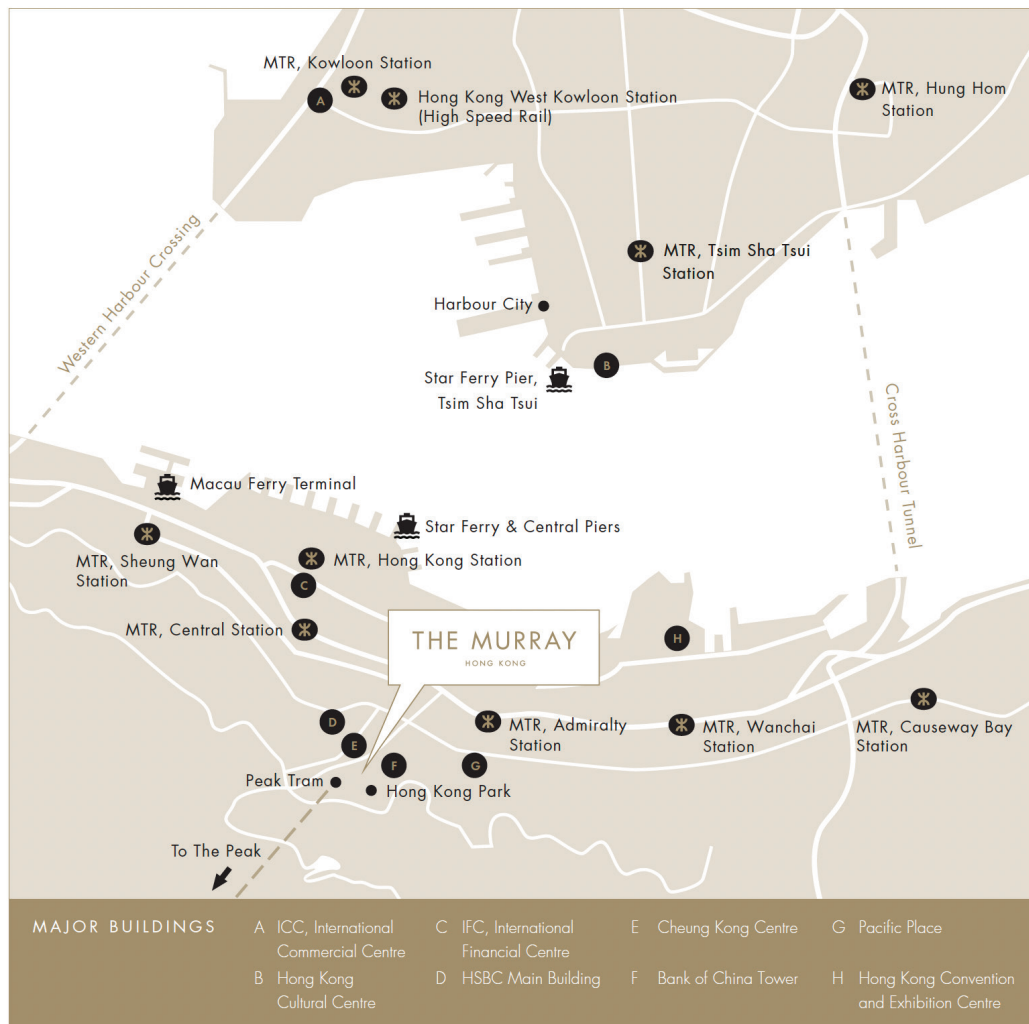 MTR, Kowloon Station
A
Hong Kong West Kowloon Station
(High Speed Rail)
MTR, Hung Hom
Station
Western Harbour Crossing
MTR, Tsim Sha Tsui
Station
Harbour City
B
Star Ferry Pier,
Tsim Sha Tsui
Cross Harbour Tunnel
Macau Ferry Terminal
Star Ferry & Central Piers
MTR, Sheung Wan
Station
MTR, Hong Kong Station
C
MTR, Central Station
THE MURRAY
HONG KONG
H
D
E
F
G
MTR, Admiralty
Station
MTR, Wanchai
Station
MTR, Causeway Bay
Station
Peak Tram
Hong Kong Park
To The Peak
MAJOR BUILDINGS
A ICC, International
Commercial Centre
B Hong Kong
Cultural Centre
C IFC, International
Financial Centre
D HSBC Main Building
E Cheung Kong Centre
F Bank of China Tower
G Pacific Place
H Hong Kong Convention
and Exhibition Centre